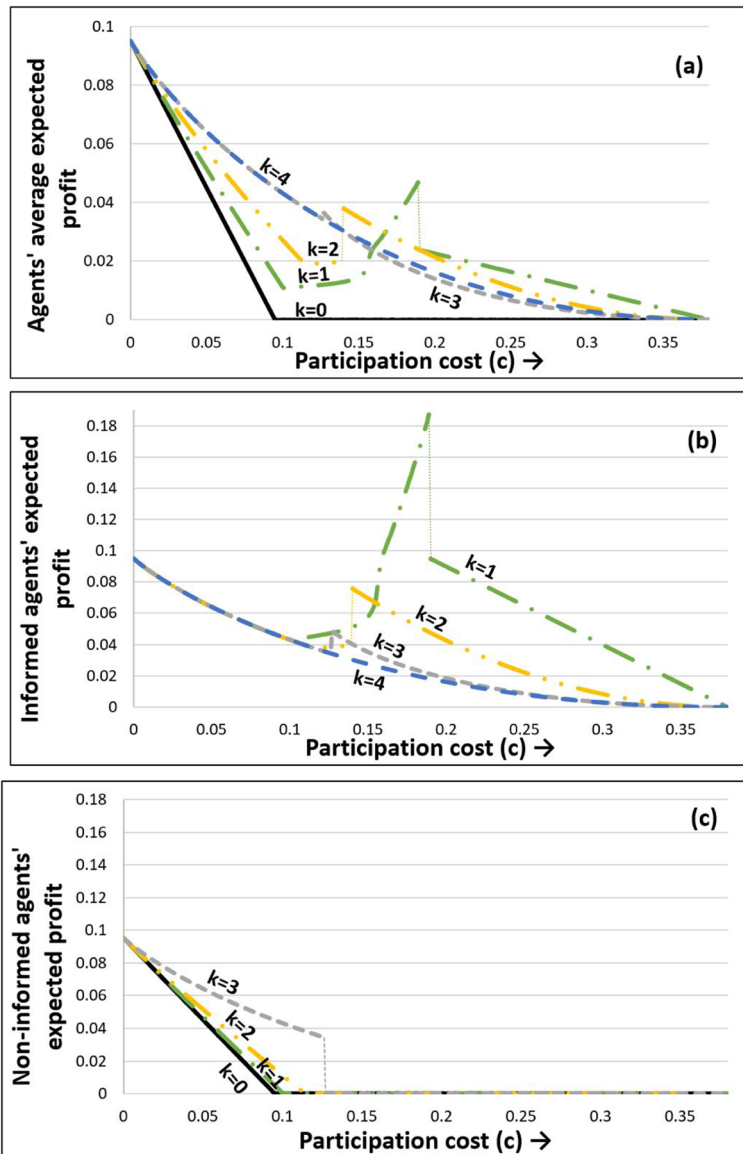 (a)
Agents' average expected
profit
0.1
0.08
0.06
0.04
0.02
0
k=4
k=2
k=1
k=3
k=0
0
0.05
0.1
0.15
0.2
0.25
0.3
0.35
Participation cost (c) →
(b)
Informed agents' expected
profit
0.18
0.16
0.14
0.12
0.1
0.08
0.06
0.04
0.02
0
k=1
k=2
k=3
k=4
0
0.05
0.1
0.15
0.2
0.25
0.3
0.35
Participation cost (c) →
(c)
Non-informed agents'
expected profit
0.18
0.16
0.14
0.12
0.1
0.08
0.06
0.04
0.02
0
k=3
k=2
k=1
k=0
0
0.05
0.1
0.15
0.2
0.25
0.3
0.35
Participation cost (c) →